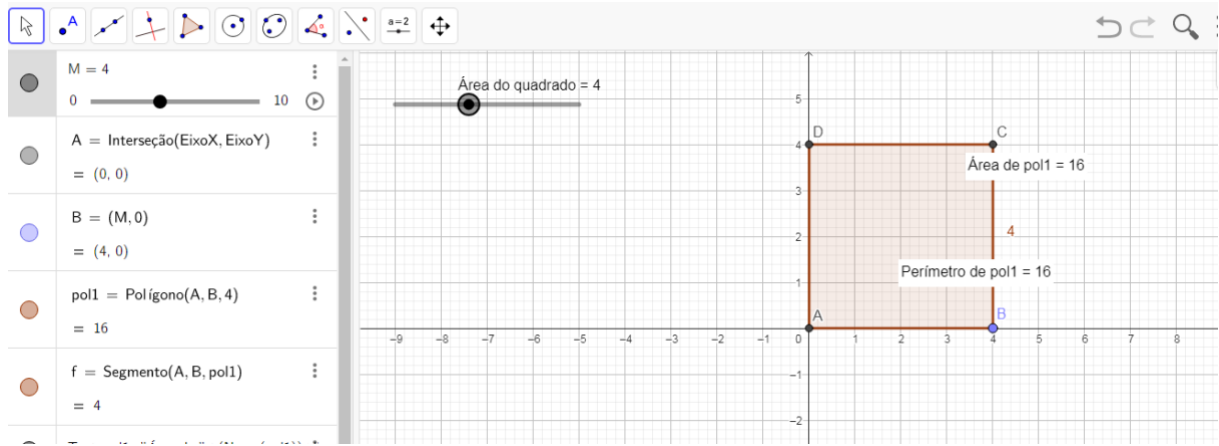 A
a=2
M = 4
0 10
A = Interseção(EixoX, EixoY)
= (0, 0)
B = (M, 0)
= (4, 0)
pol1 = Polígono(A, B, 4)
= 16
f = Segmento(A, B, pol1)
= 4
Área do quadrado = 4
5
D C
4
Área de pol1 = 16
3
4
2
Perímetro de pol1 = 16
1
A B
-9 -8 -7 -6 -5 -4 -3 -2 -1 0 1 2 3 4 5 6 7 8
-1
-2